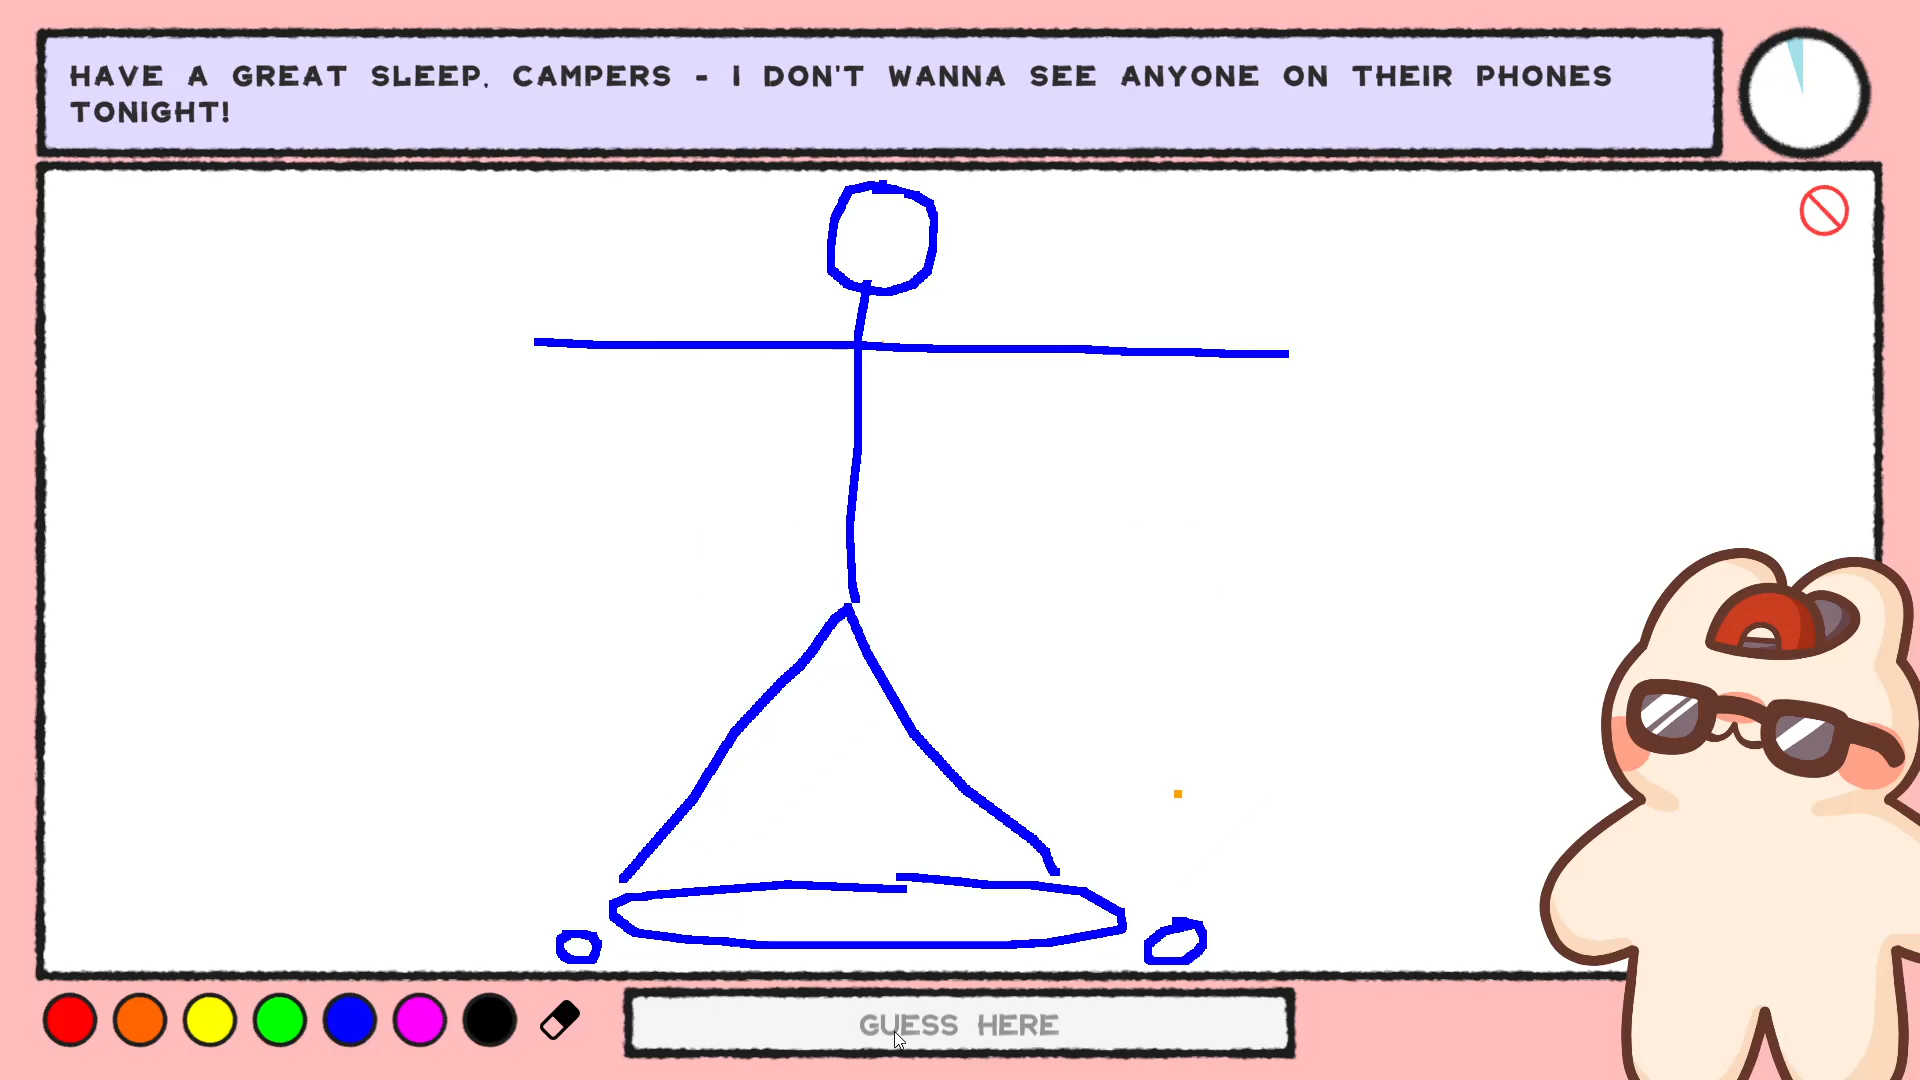 HAVE A GREAT SLEEP, CAMPERS - I DON'T WANNA SEE ANYONE ON THEIR PHONES
TONIGHT!
GUESS HERE